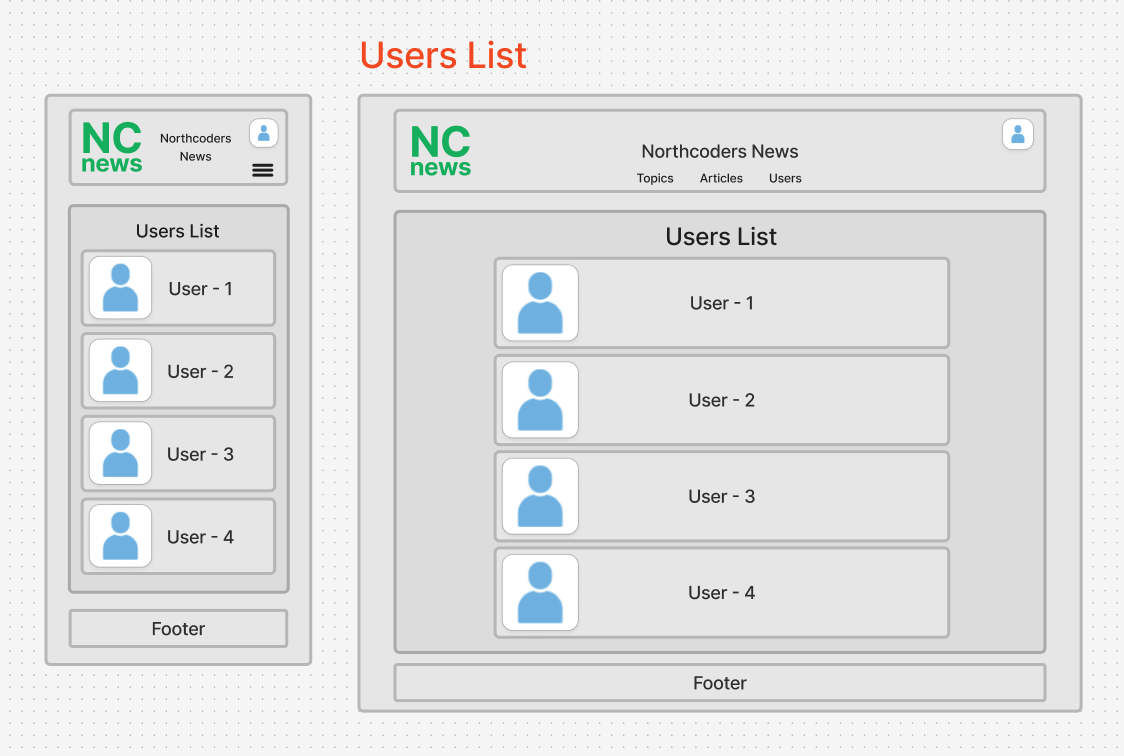 Users List
NC
news
Northcoders
News
Users List
User - 1
User - 2
User - 3
User - 4
Footer
NC
news
Northcoders News
Topics Articles Users
Users List
User - 1
User - 2
User - 3
User - 4
Footer